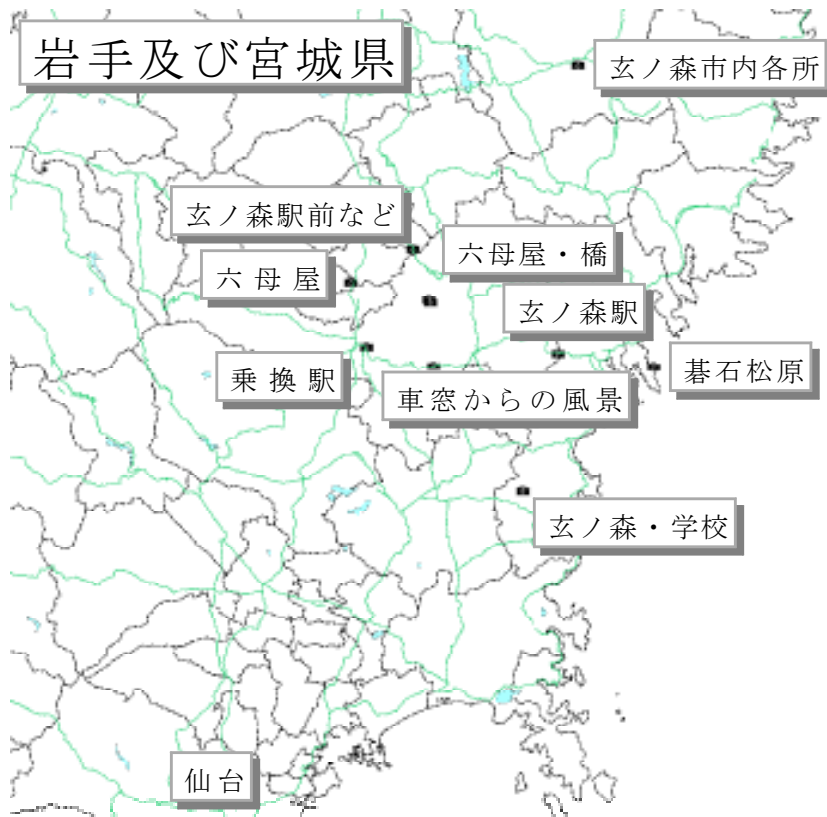 岩手及び宮城県
玄ノ森市内各所
玄ノ森駅前など
六母屋・橋
六母屋
玄ノ森駅
乗換駅
碁石松原
車窓からの風景
玄ノ森・学校
仙台